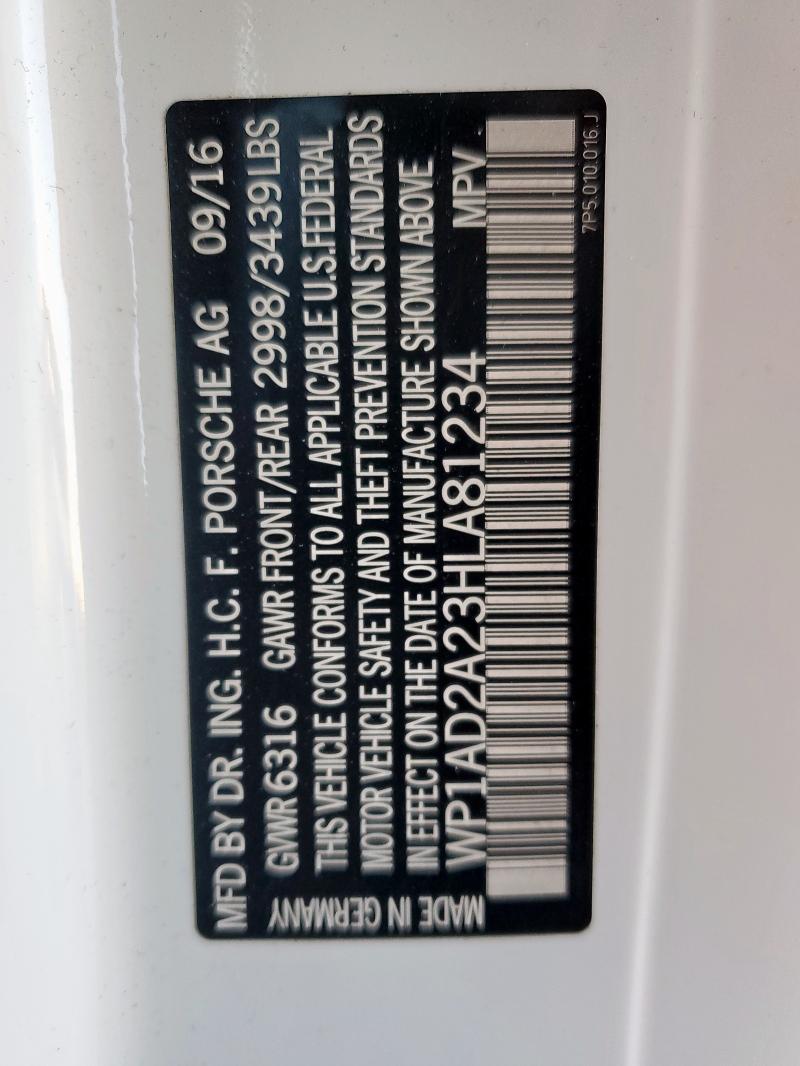 MFD BY DR. ING. H.C. F. PORSCHE AG 09/16
GVWR 6316 GAWR FRONT/REAR 2998/3439LBS
THIS VEHICLE CONFORMS TO ALL APPLICABLE U.S.FEDERAL
MOTOR VEHICLE SAFETY AND THEFT PREVENTION STANDARDS
IN EFFECT ON THE DATE OF MANUFACTURE SHOWN ABOVE
WP1AD2A23HLA81234 MPV
MADE IN GERMANY
7P5.010.016.J